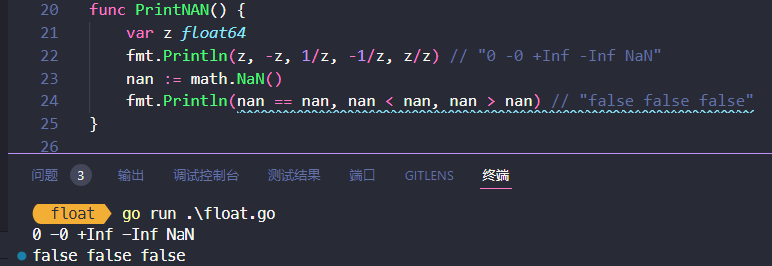 20 func PrintNAN() {
21 var z float64
22 fmt.Println(z, -z, 1/z, -1/z, z/z) // "0 -0 +Inf -Inf NaN"
23 nan := math.NaN()
24 fmt.Println(nan == nan, nan < nan, nan > nan) // "false false false"
25 }
26
问题 3 输出 调试控制台 测试结果 端口 GITLENS 终端
float go run .\float.go
0 -0 +Inf -Inf NaN
false false false